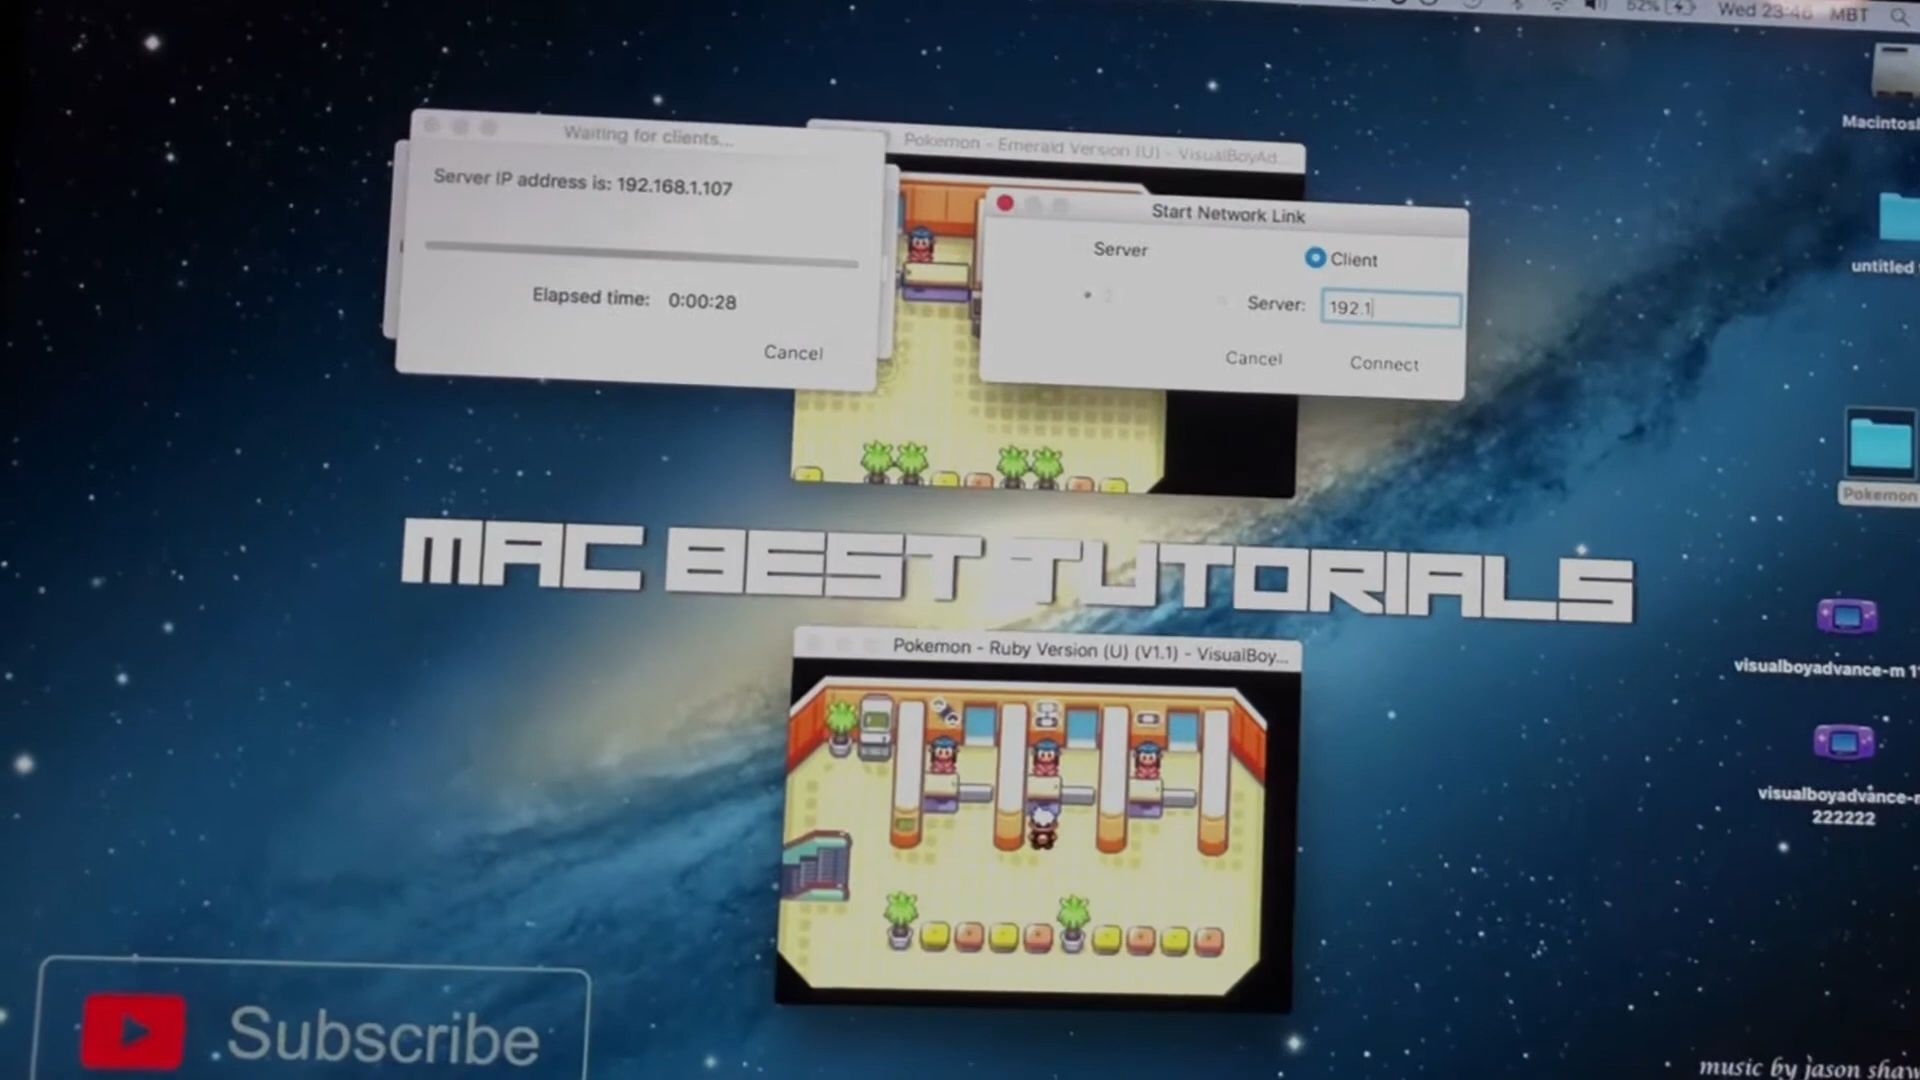 52% Wed 23:46 MBT
Macintosh
Waiting for clients...
Pokemon - Emerald Version (U) - VisualBoyAd...
Server IP address is: 192.168.1.107
Start Network Link
Server
Client
Elapsed time: 0:00:28
Server: 192.1
Cancel
Cancel
Connect
untitled
Pokemon
MAC BEST TUTORIALS
Pokemon - Ruby Version (U) (V1.1) - VisualBoy...
visualboyadvance-m 1
visualboyadvance-
222222
Subscribe
music by jason shaw